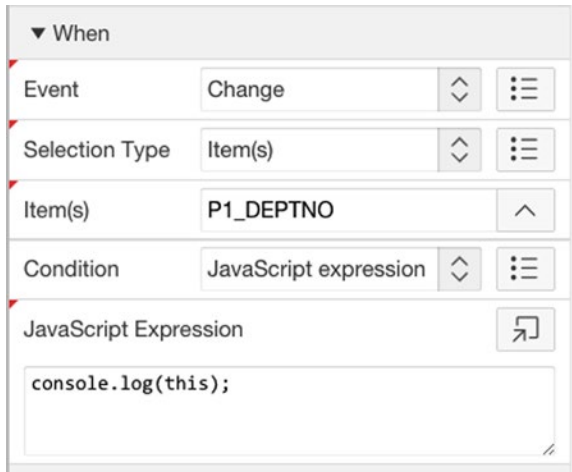 When
Event Change
Selection Type Item(s)
Item(s) P1_DEPTNO
Condition JavaScript expression
JavaScript Expression
console.log(this);